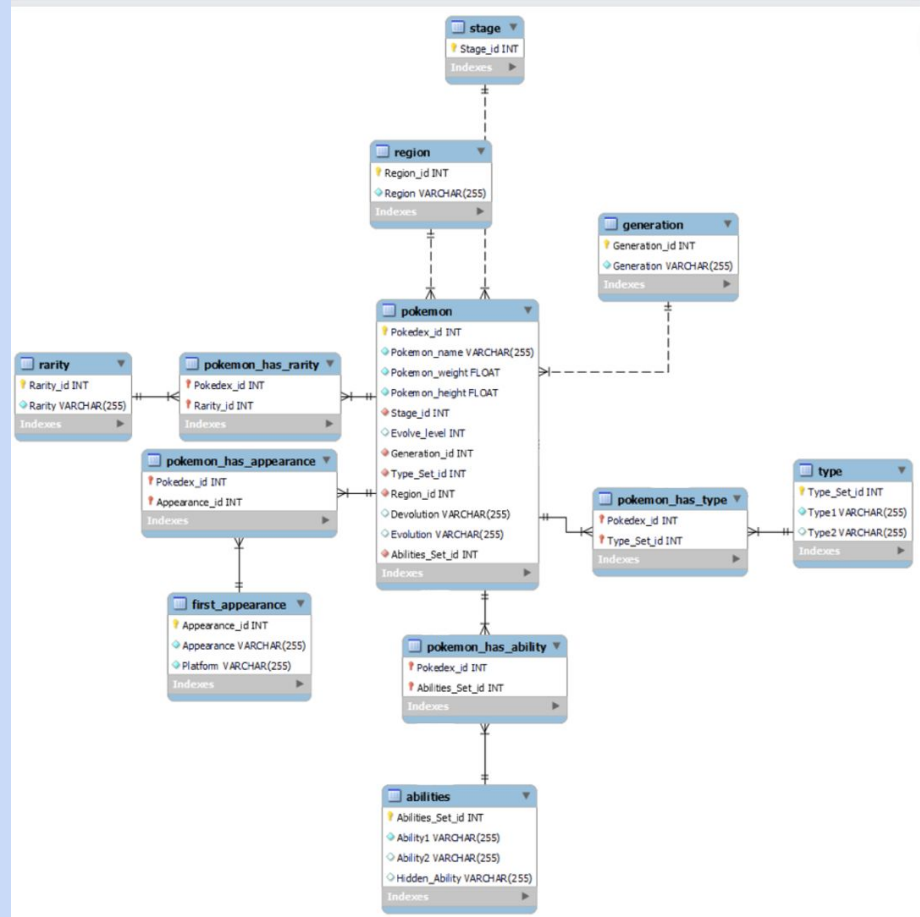 stage
Stage_id INT
Indexes
region
Region_id INT
Region VARCHAR(255)
Indexes
generation
Generation_id INT
Generation VARCHAR(255)
Indexes
pokemon
Pokedex_id INT
Pokemon_name VARCHAR(255)
Pokemon_weight FLOAT
Pokemon_height FLOAT
Stage_id INT
Evolve_level INT
Generation_id INT
Type_Set_id INT
Region_id INT
Devolution VARCHAR(255)
Evolution VARCHAR(255)
Abilities_Set_id INT
Indexes
rarity
Rarity_id INT
Rarity VARCHAR(255)
Indexes
pokemon_has_rarity
Pokedex_id INT
Rarity_id INT
Indexes
pokemon_has_appearance
Pokedex_id INT
Appearance_id INT
Indexes
first_appearance
Appearance_id INT
Appearance VARCHAR(255)
Platform VARCHAR(255)
Indexes
pokemon_has_type
Pokedex_id INT
Type_Set_id INT
Indexes
type
Type_Set_id INT
Type1 VARCHAR(255)
Type2 VARCHAR(255)
Indexes
pokemon_has_ability
Pokedex_id INT
Abilities_Set_id INT
Indexes
abilities
Abilities_Set_id INT
Ability1 VARCHAR(255)
Ability2 VARCHAR(255)
Hidden_Ability VARCHAR(255)
Indexes